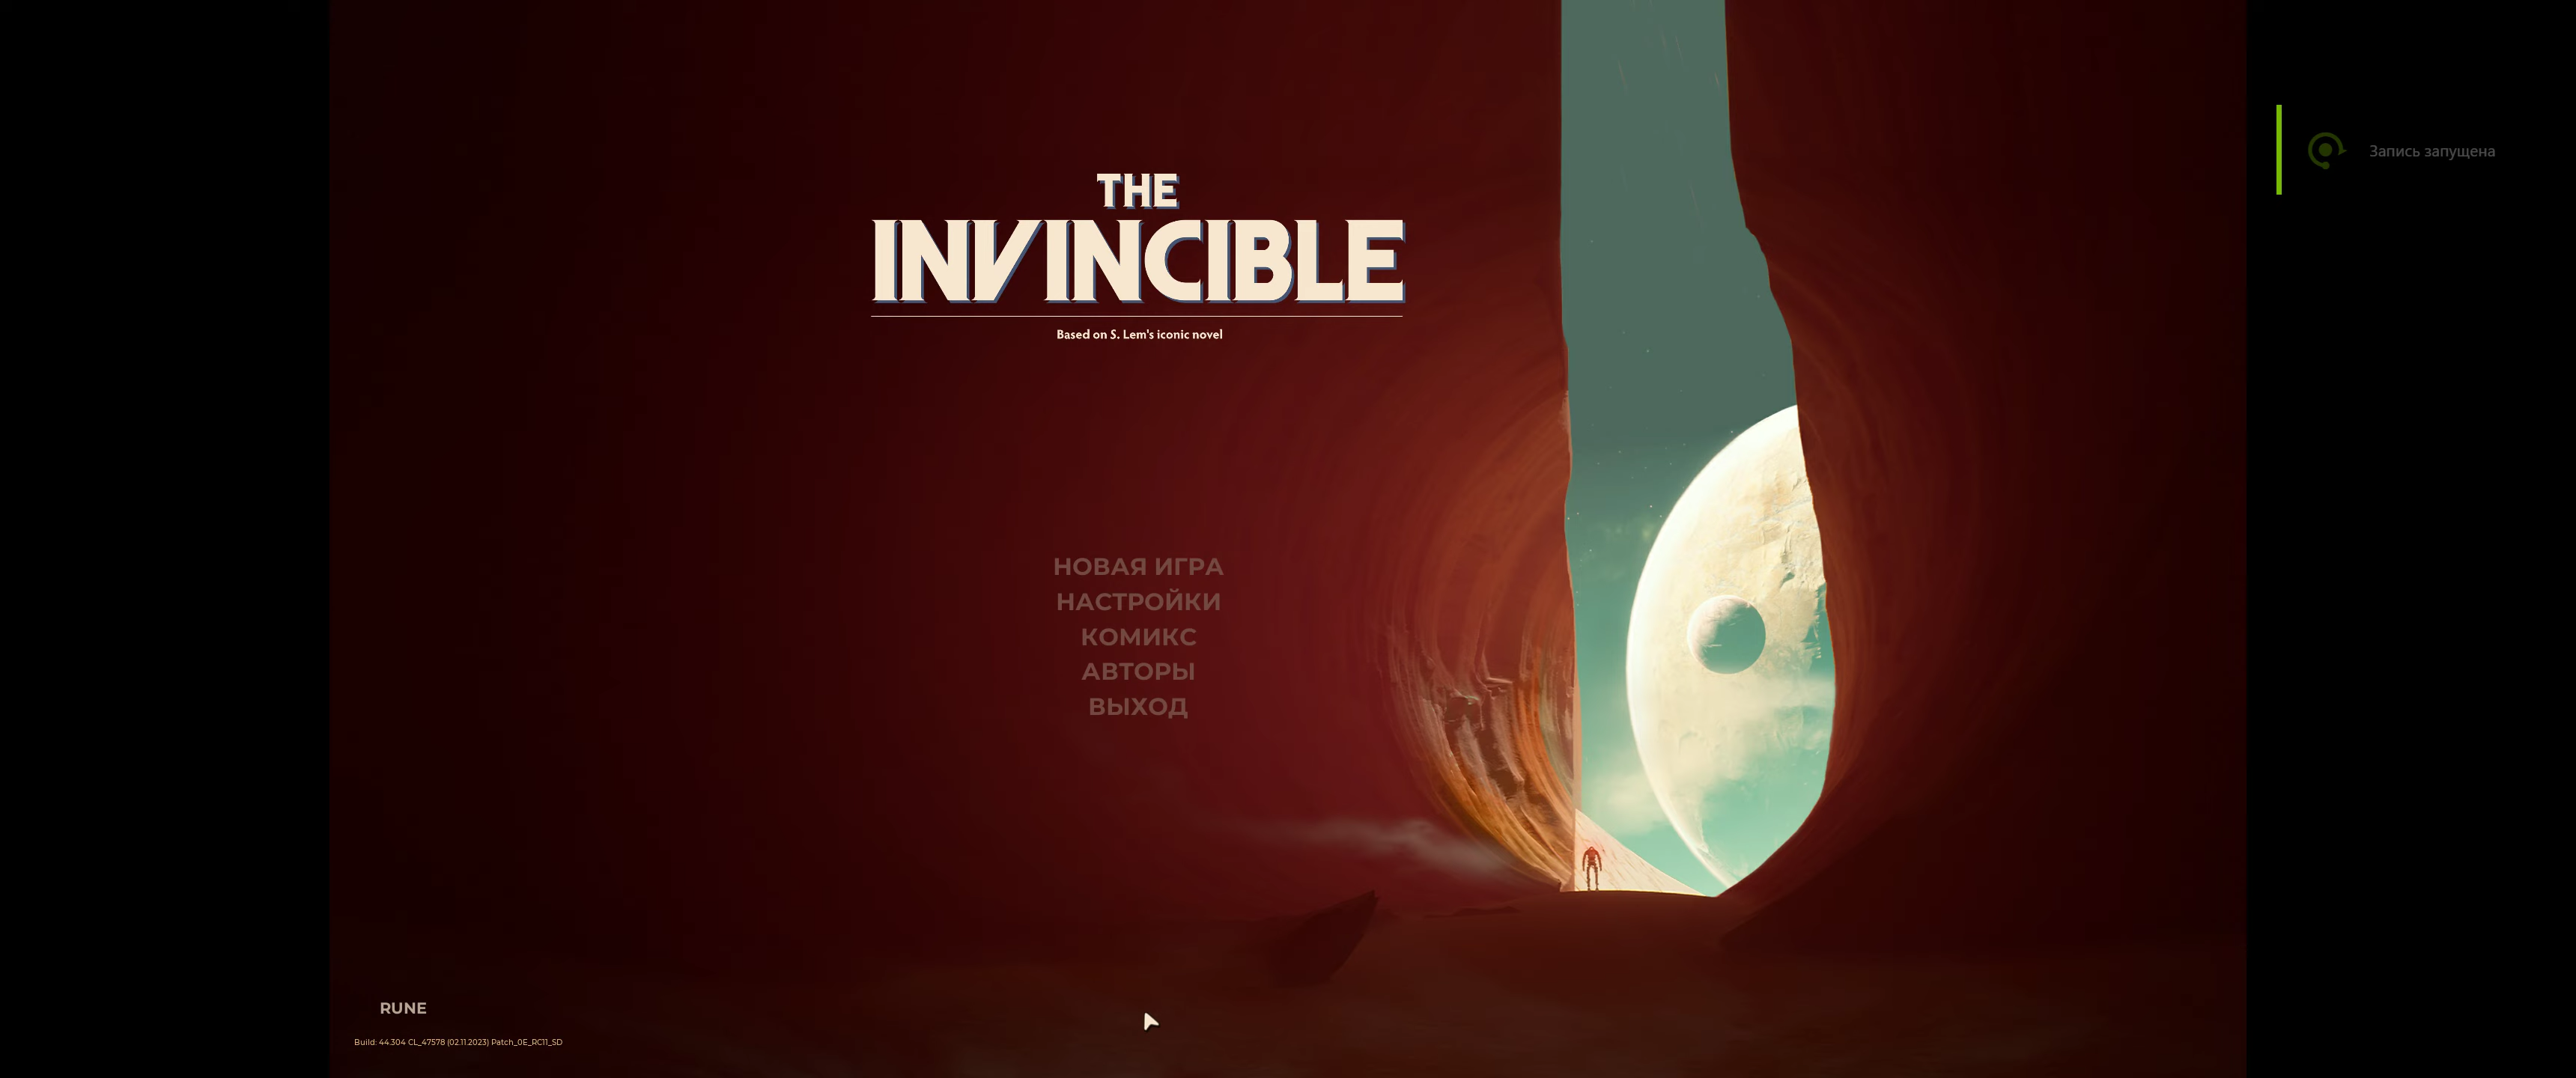 THE
INVINCIBLE
Based on S. Lem's iconic novel
Запись запущена
НОВАЯ ИГРА
НАСТРОЙКИ
КОМИКС
АВТОРЫ
ВЫХОД
RUNE
Build: 44.304 CL_47578 (02.11.2023) Patch_0E_RC11_SD